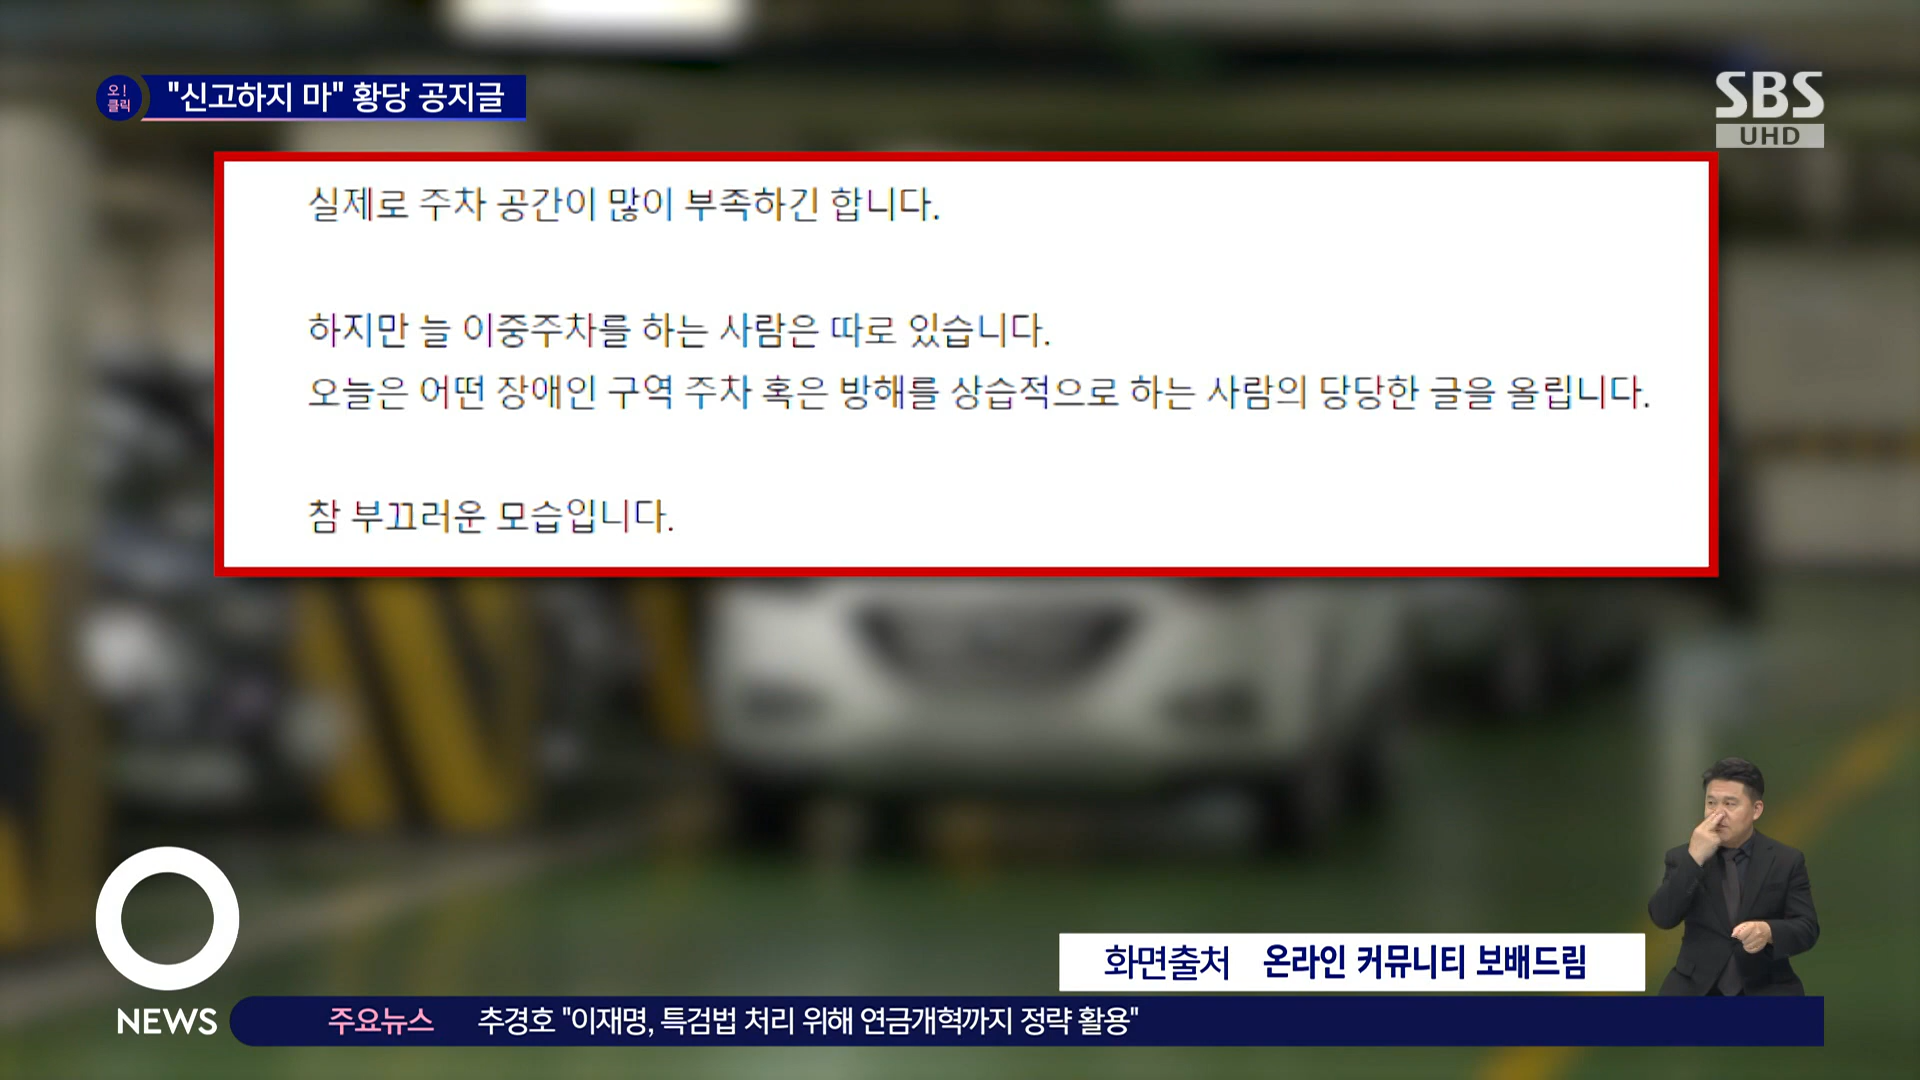 오!
클릭
"신고하지 마" 황당 공지글
SBS
UHD
실제로 주차 공간이 많이 부족하긴 합니다.
하지만 늘 이중주차를 하는 사람은 따로 있습니다.
오늘은 어떤 장애인 구역 주차 혹은 방해를 상습적으로 하는 사람의 당당한 글을 올립니다.
참 부끄러운 모습입니다.
화면출처 온라인 커뮤니티 보배드림
NEWS
주요뉴스 추경호 "이재명, 특검법 처리 위해 연금개혁까지 정략 활용"